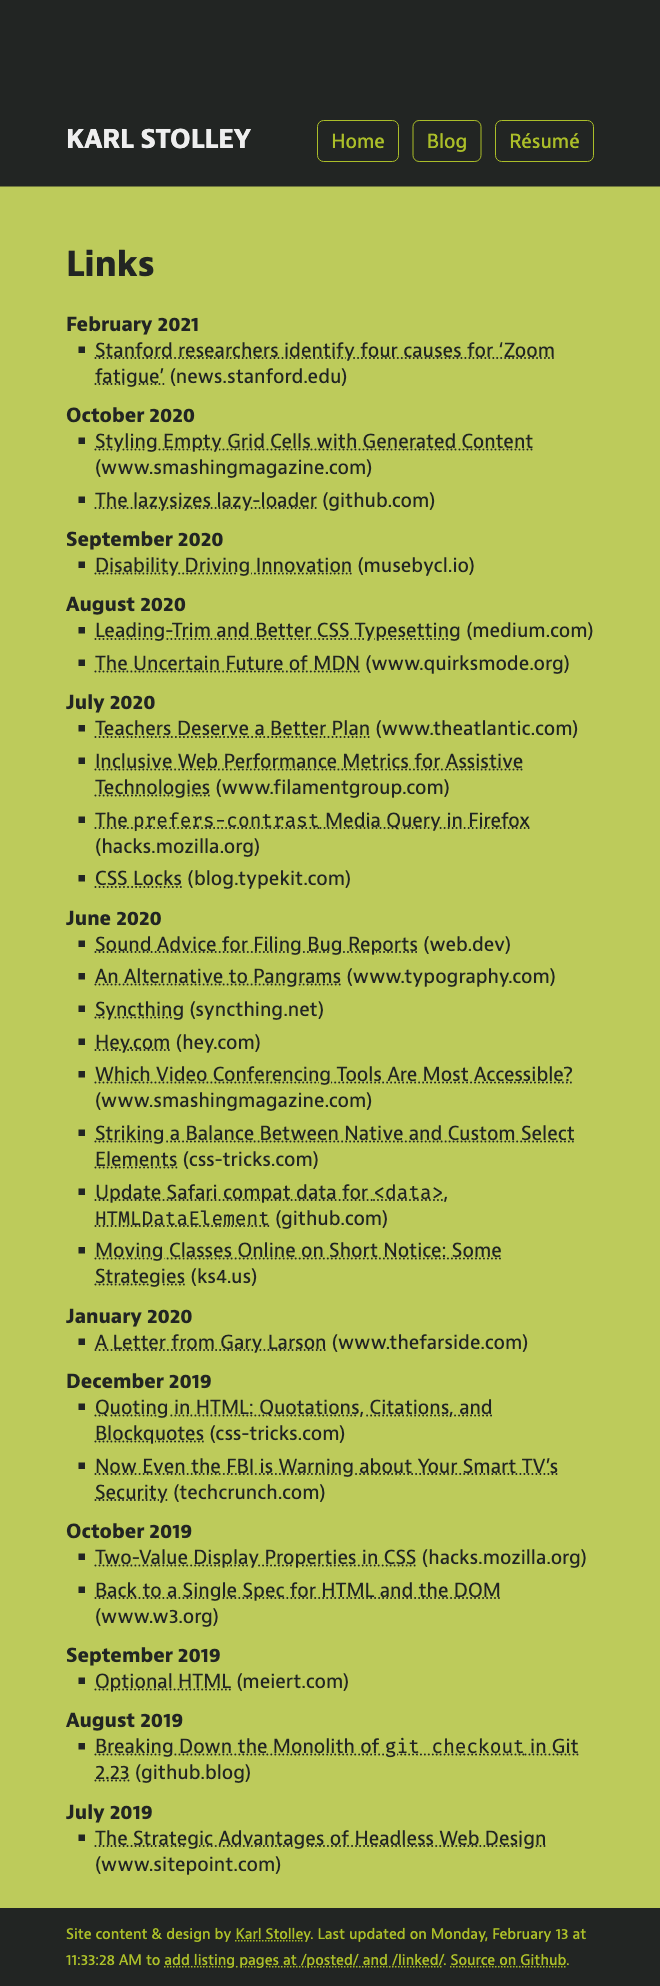 KARL STOLLEY
Home
Blog
Résumé
Links
February 2021
▪ Stanford researchers identify four causes for ‘Zoom
fatigue’ (news.stanford.edu)
October 2020
▪ Styling Empty Grid Cells with Generated Content
(www.smashingmagazine.com)
▪ The lazysizes lazy-loader (github.com)
September 2020
▪ Disability Driving Innovation (musebycl.io)
August 2020
▪ Leading-Trim and Better CSS Typesetting (medium.com)
▪ The Uncertain Future of MDN (www.quirksmode.org)
July 2020
▪ Teachers Deserve a Better Plan (www.theatlantic.com)
▪ Inclusive Web Performance Metrics for Assistive
Technologies (www.filamentgroup.com)
▪ The prefers-contrast Media Query in Firefox
(hacks.mozilla.org)
▪ CSS Locks (blog.typekit.com)
June 2020
▪ Sound Advice for Filing Bug Reports (web.dev)
▪ An Alternative to Pangrams (www.typography.com)
▪ Syncthing (syncthing.net)
▪ Hey.com (hey.com)
▪ Which Video Conferencing Tools Are Most Accessible?
(www.smashingmagazine.com)
▪ Striking a Balance Between Native and Custom Select
Elements (css-tricks.com)
▪ Update Safari compat data for <data>,
HTMLDataElement (github.com)
▪ Moving Classes Online on Short Notice: Some
Strategies (ks4.us)
January 2020
▪ A Letter from Gary Larson (www.thefarside.com)
December 2019
▪ Quoting in HTML: Quotations, Citations, and
Blockquotes (css-tricks.com)
▪ Now Even the FBI is Warning about Your Smart TV’s
Security (techcrunch.com)
October 2019
▪ Two-Value Display Properties in CSS (hacks.mozilla.org)
▪ Back to a Single Spec for HTML and the DOM
(www.w3.org)
September 2019
▪ Optional HTML (meiert.com)
August 2019
▪ Breaking Down the Monolith of git checkout in Git
2.23 (github.blog)
July 2019
▪ The Strategic Advantages of Headless Web Design
(www.sitepoint.com)
Site content & design by Karl Stolley. Last updated on Monday, February 13 at
11:33:28 AM to add listing pages at /posted/ and /linked/. Source on Github.